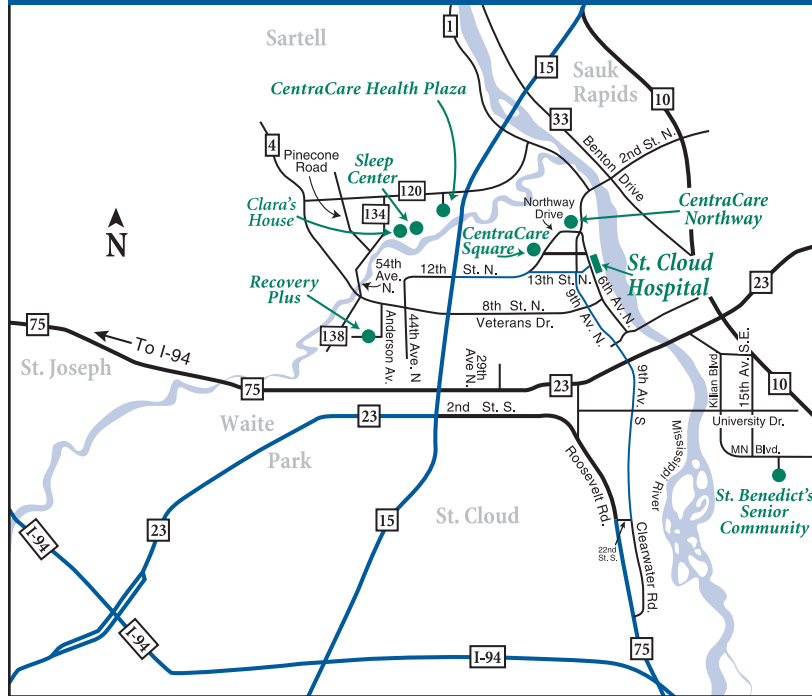 1
Sartell
15
Sauk
Rapids
CentraCare Health Plaza
10
33
4
Pinecone
Road
Sleep
Center
Benton
Drive
2nd St. N.
120
Clara's
House
134
Northway
Drive
CentraCare
Northway
N
CentraCare
Square
54th
Ave.
N.
12th St. N.
13th St. N.
6th Av. N
St. Cloud
Hospital
Recovery
Plus
23
8th St. N.
Veterans Dr.
9th Av. N.
75
To I-94
138
Anderson Av.
44th Ave. N
29th
Ave N.
St. Joseph
Kilian Blvd.
15th Av. S.E.
75
23
10
9th Av. S
Waite
Park
23
2nd St. S.
University Dr.
MN Blvd.
Roosevelt Rd.
Mississippi
River
St. Benedict's
Senior
Community
23
15
St. Cloud
I-94
22nd
St. S.
Clearwater Rd.
I-94
75
I-94